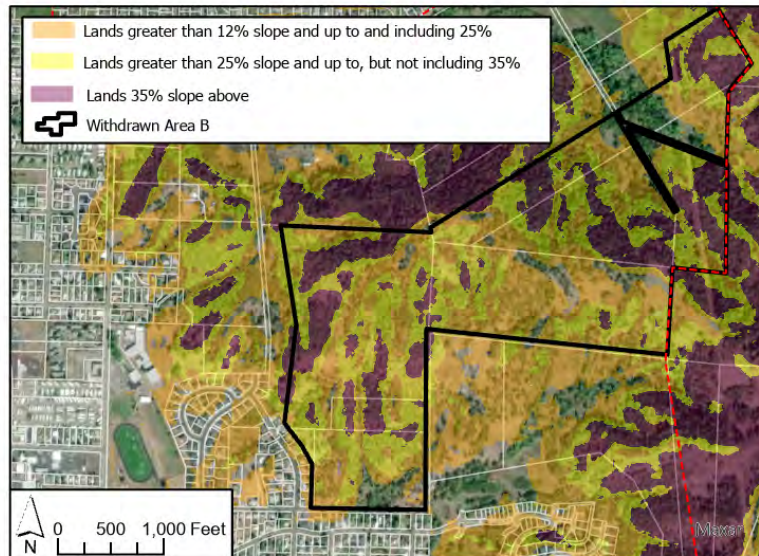 Lands greater than 12% slope and up to and including 25%
Lands greater than 25% slope and up to, but not including 35%
Lands 35% slope above
Withdrawn Area B
N
0 500 1,000 Feet
Maxar